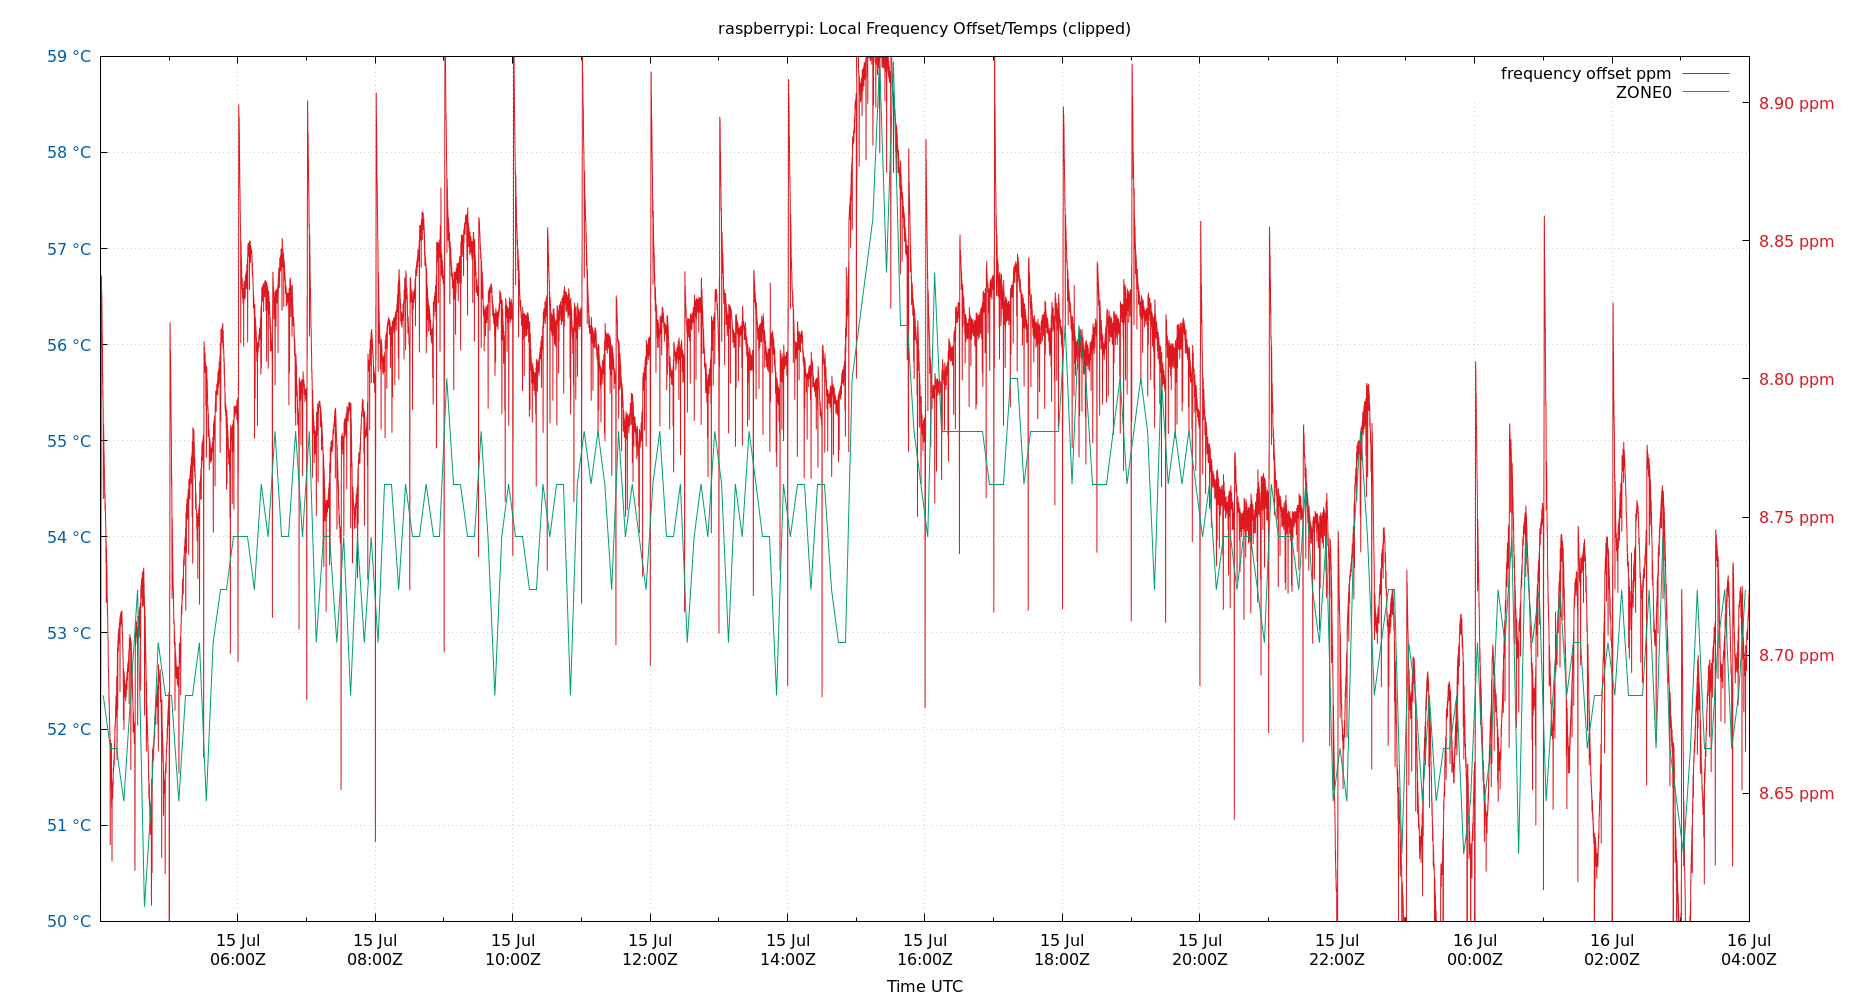 raspberrypi: Local Frequency Offset/Temps (clipped)
frequency offset ppm
ZONE0
59 °C
58 °C
57 °C
56 °C
55 °C
54 °C
53 °C
52 °C
51 °C
50 °C
8.90 ppm
8.85 ppm
8.80 ppm
8.75 ppm
8.70 ppm
8.65 ppm
15 Jul 15 Jul 15 Jul 15 Jul 15 Jul 15 Jul 15 Jul 15 Jul 15 Jul 16 Jul 16 Jul 16 Jul
06:00Z 08:00Z 10:00Z 12:00Z 14:00Z 16:00Z 18:00Z 20:00Z 22:00Z 00:00Z 02:00Z 04:00Z
Time UTC